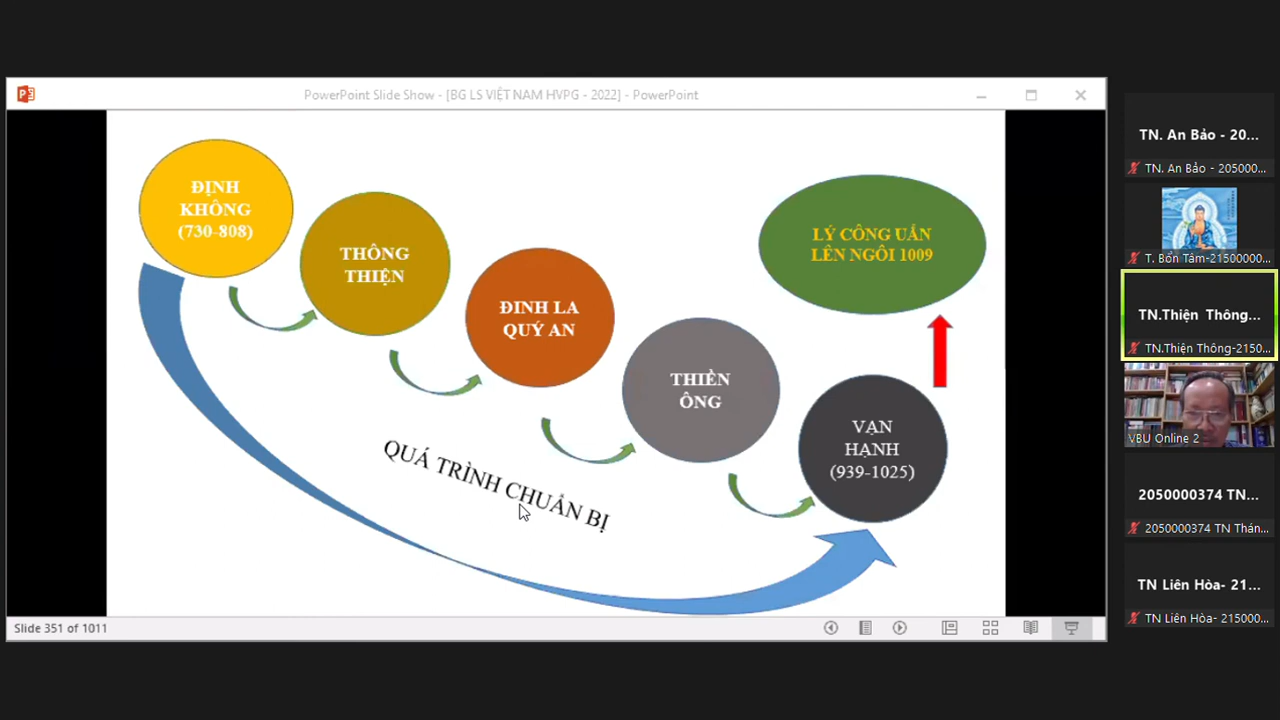 PowerPoint Slide Show - [BG LS VIỆT NAM HVPG - 2022] - PowerPoint
ĐỊNH
KHÔNG
(730-808)
THÔNG
THIỆN
ĐINH LA
QUÝ AN
THIỀN
ÔNG
VẠN
HẠNH
(939-1025)
LÝ CÔNG UẨN
LÊN NGÔI 1009
QUÁ TRÌNH CHUẨN BỊ
Slide 351 of 1011
TN. An Bảo - 20...
TN. An Bảo - 205000...
T. Bổn Tâm-21500000...
TN.Thiện Thông...
TN.Thiện Thông-2150...
VBU Online 2
2050000374 TN...
2050000374 TN Thán...
TN Liên Hòa- 21...
TN Liên Hòa- 215000...